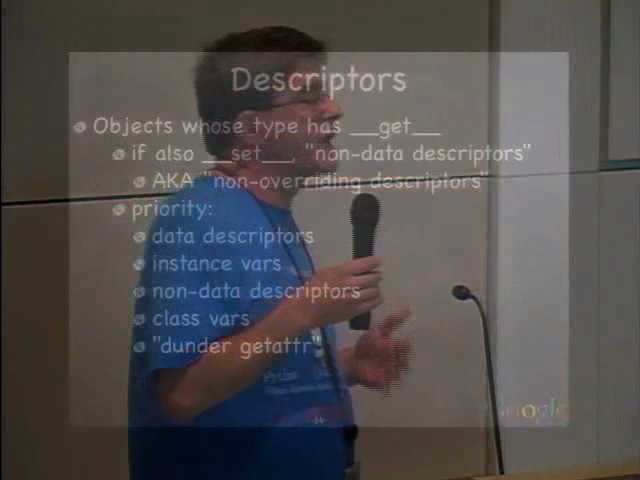 Descriptors
Objects whose type has __get__
if also __set__ "non-data descriptors"
AKA "non-overriding descriptors"
priority:
data descriptors
instance vars
non-data descriptors
class vars
"dunder getattr"
Google